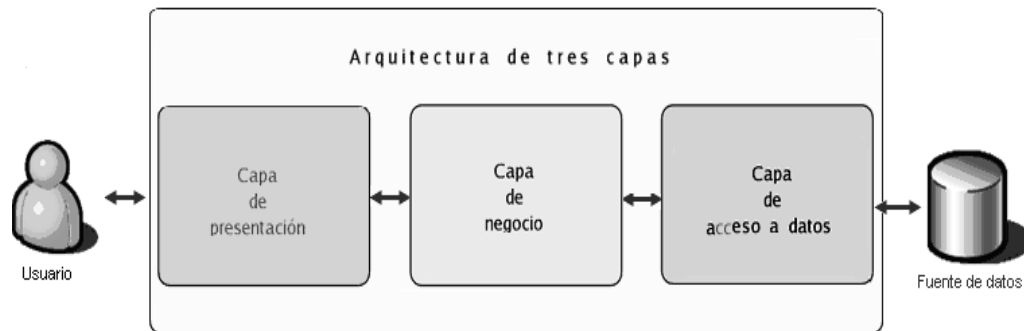 Arquitectura de tres capas
Capa
de
presentación
Capa
de
negocio
Capa
de
acceso a datos
Usuario
Fuente de datos